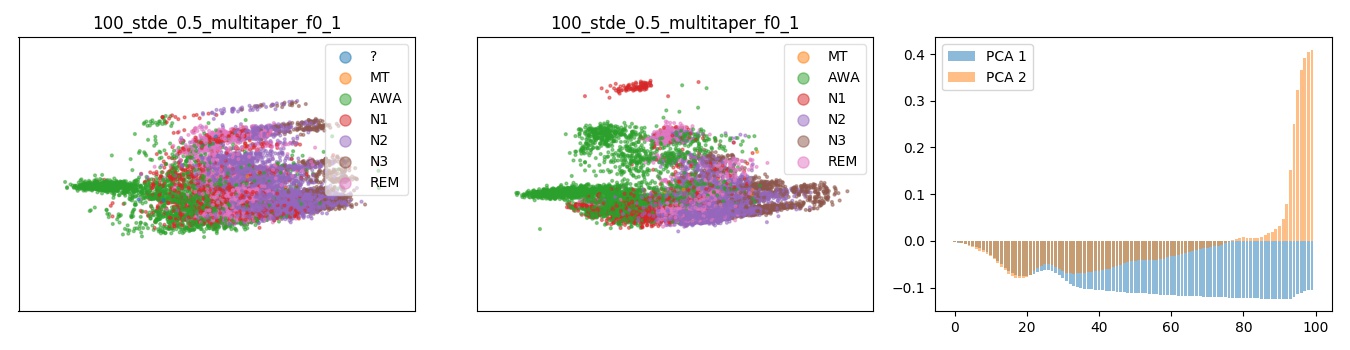 100_stde_0.5_multitaper_f0_1
?
MT
AWA
N1
N2
N3
REM
100_stde_0.5_multitaper_f0_1
MT
AWA
N1
N2
N3
REM
PCA 1
PCA 2
0.4
0.3
0.2
0.1
0.0
−0.1
0
20
40
60
80
100